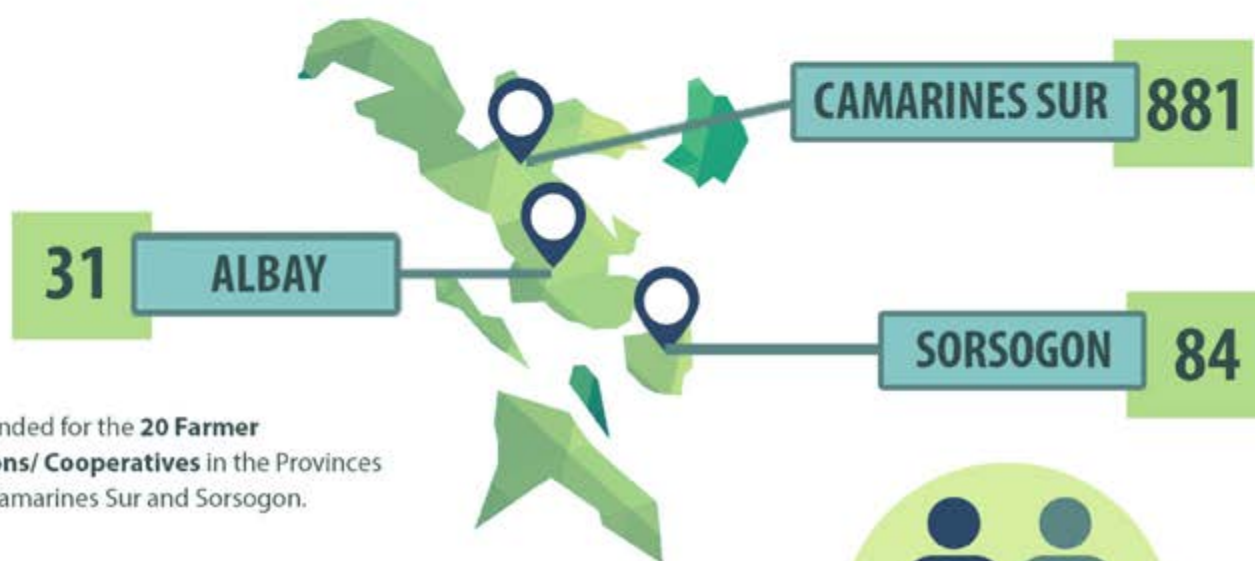 CAMARINES SUR 881
31 ALBAY
SORSOGON 84
nded for the 20 Farmer
ons/ Cooperatives in the Provinces
amarines Sur and Sorsogon.